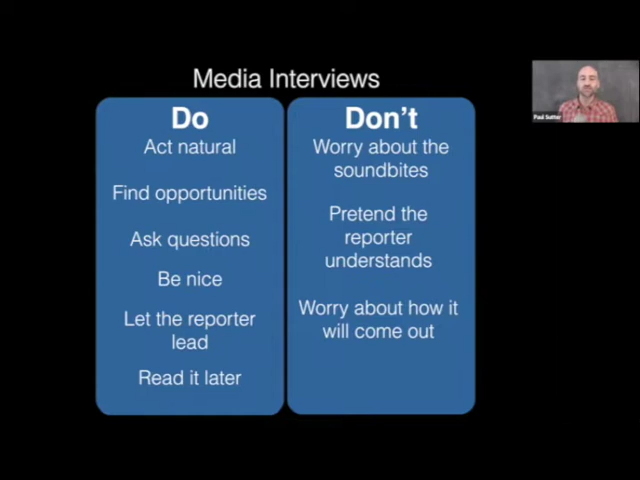 Media Interviews
Do
Act natural
Find opportunities
Ask questions
Be nice
Let the reporter
lead
Read it later
Don't
Worry about the
soundbites
Pretend the
reporter
understands
Worry about how it
will come out
Paul Sutter